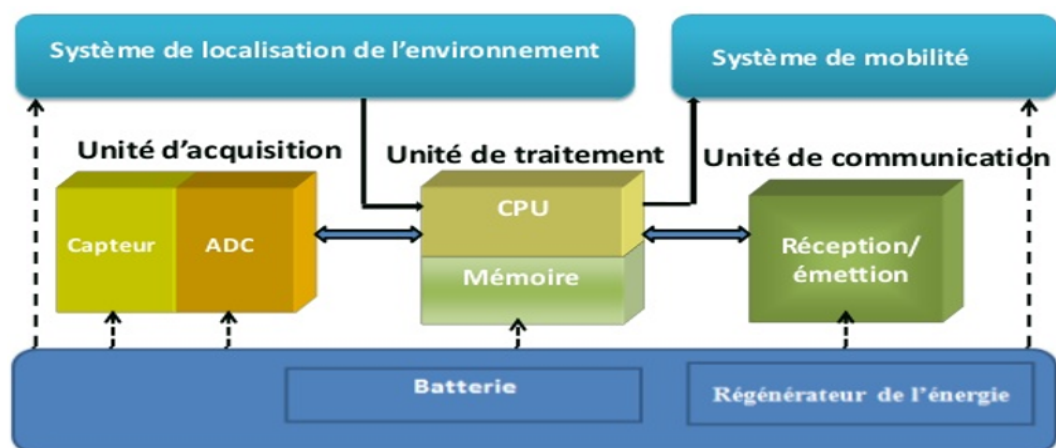 Système de localisation de l’environnement
Système de mobilité
Unité d’acquisition
Unité de traitement
Unité de communication
Capteur
ADC
CPU
Mémoire
Réception/
émettion
Batterie
Régénérateur de l’énergie